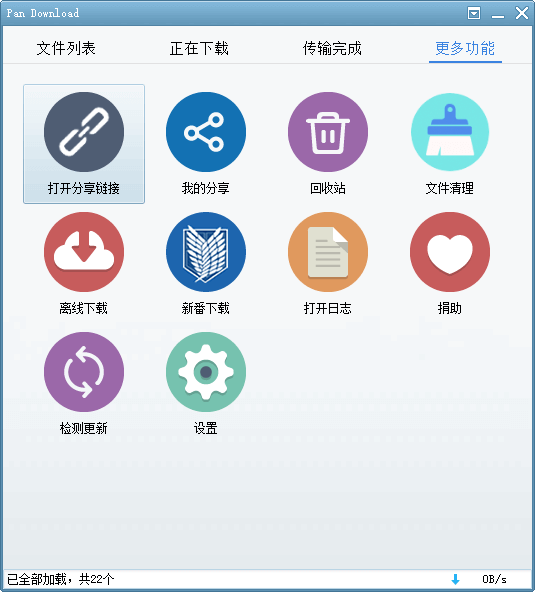 Pan Download
文件列表 正在下载 传输完成 更多功能
打开分享链接 我的分享 回收站 文件清理
离线下载 新番下载 打开日志 捐助
检测更新 设置
已全部加载，共22个 0B/s